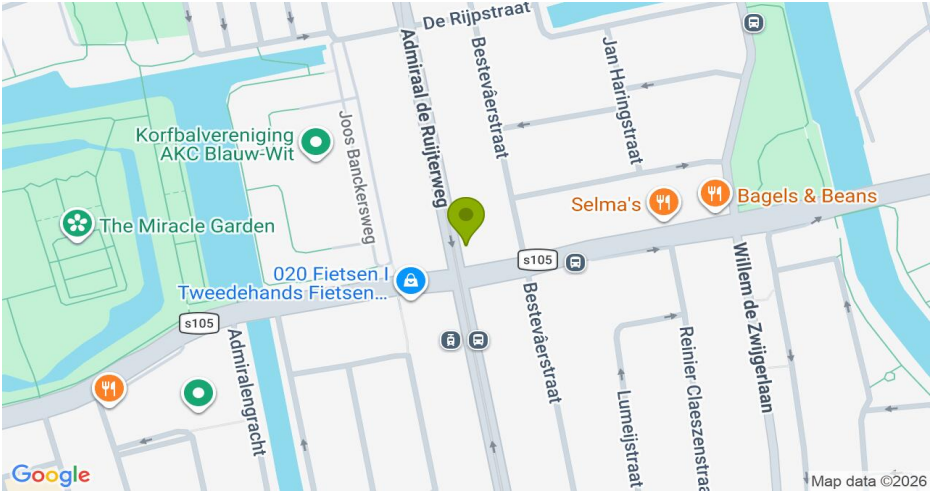 De Rijpstraat
Admiraal de Ruijterweg
Bestevâerstraat
Jan Haringstraat
Korfbalvereniging
AKC Blauw-Wit
Joos Banckersweg
Selma's
Bagels & Beans
The Miracle Garden
s105
020 Fietsen |
Tweedehands Fietsen...
s105
Admiralengracht
Bestevâerstraat
Lumeijstraat
Reinier Claeszenstraa
Willem de Zwijgerlaan
Google
Map data ©2026